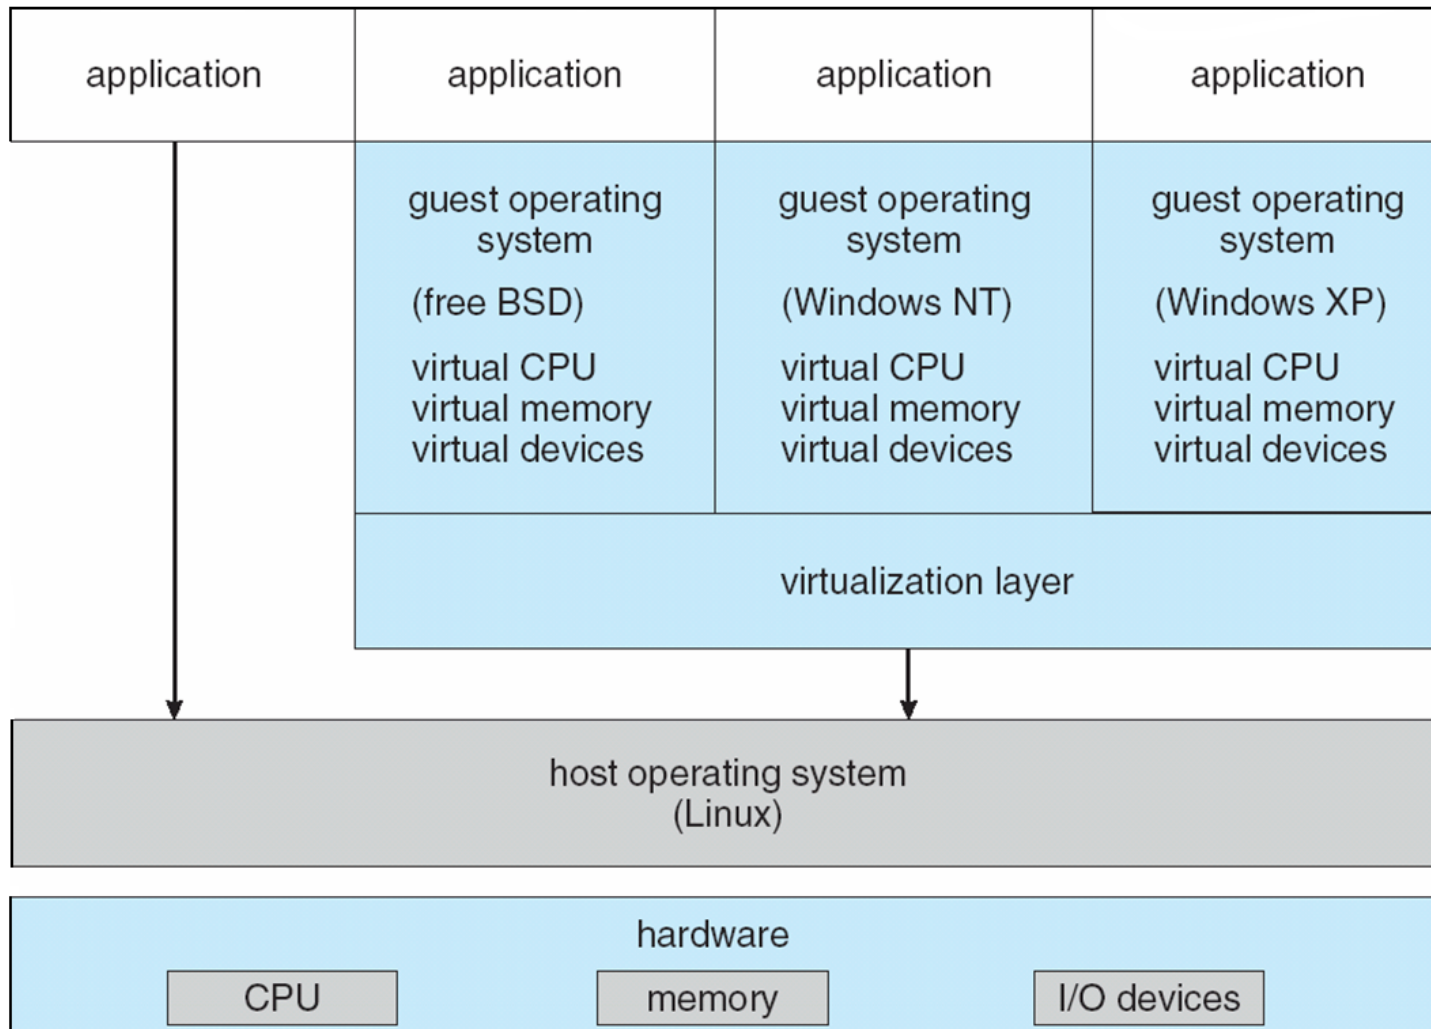 application
application
application
application
guest operating
system
(free BSD)
virtual CPU
virtual memory
virtual devices
guest operating
system
(Windows NT)
virtual CPU
virtual memory
virtual devices
guest operating
system
(Windows XP)
virtual CPU
virtual memory
virtual devices
virtualization layer
host operating system
(Linux)
hardware
CPU
memory
I/O devices